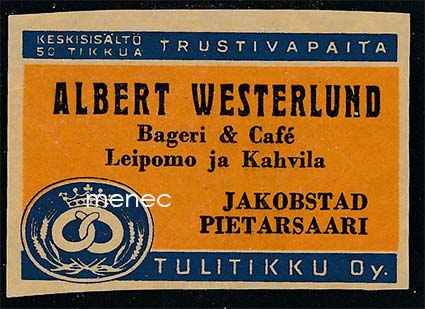 KESKISISÄLTÖ
50 TIKKUA
TRUSTIVAPAITA
ALBERT WESTERLUND
Bageri & Café
Leipomo ja Kahvila
JAKOBSTAD
PIETARSAARI
menec
TULITIKKU Oy.